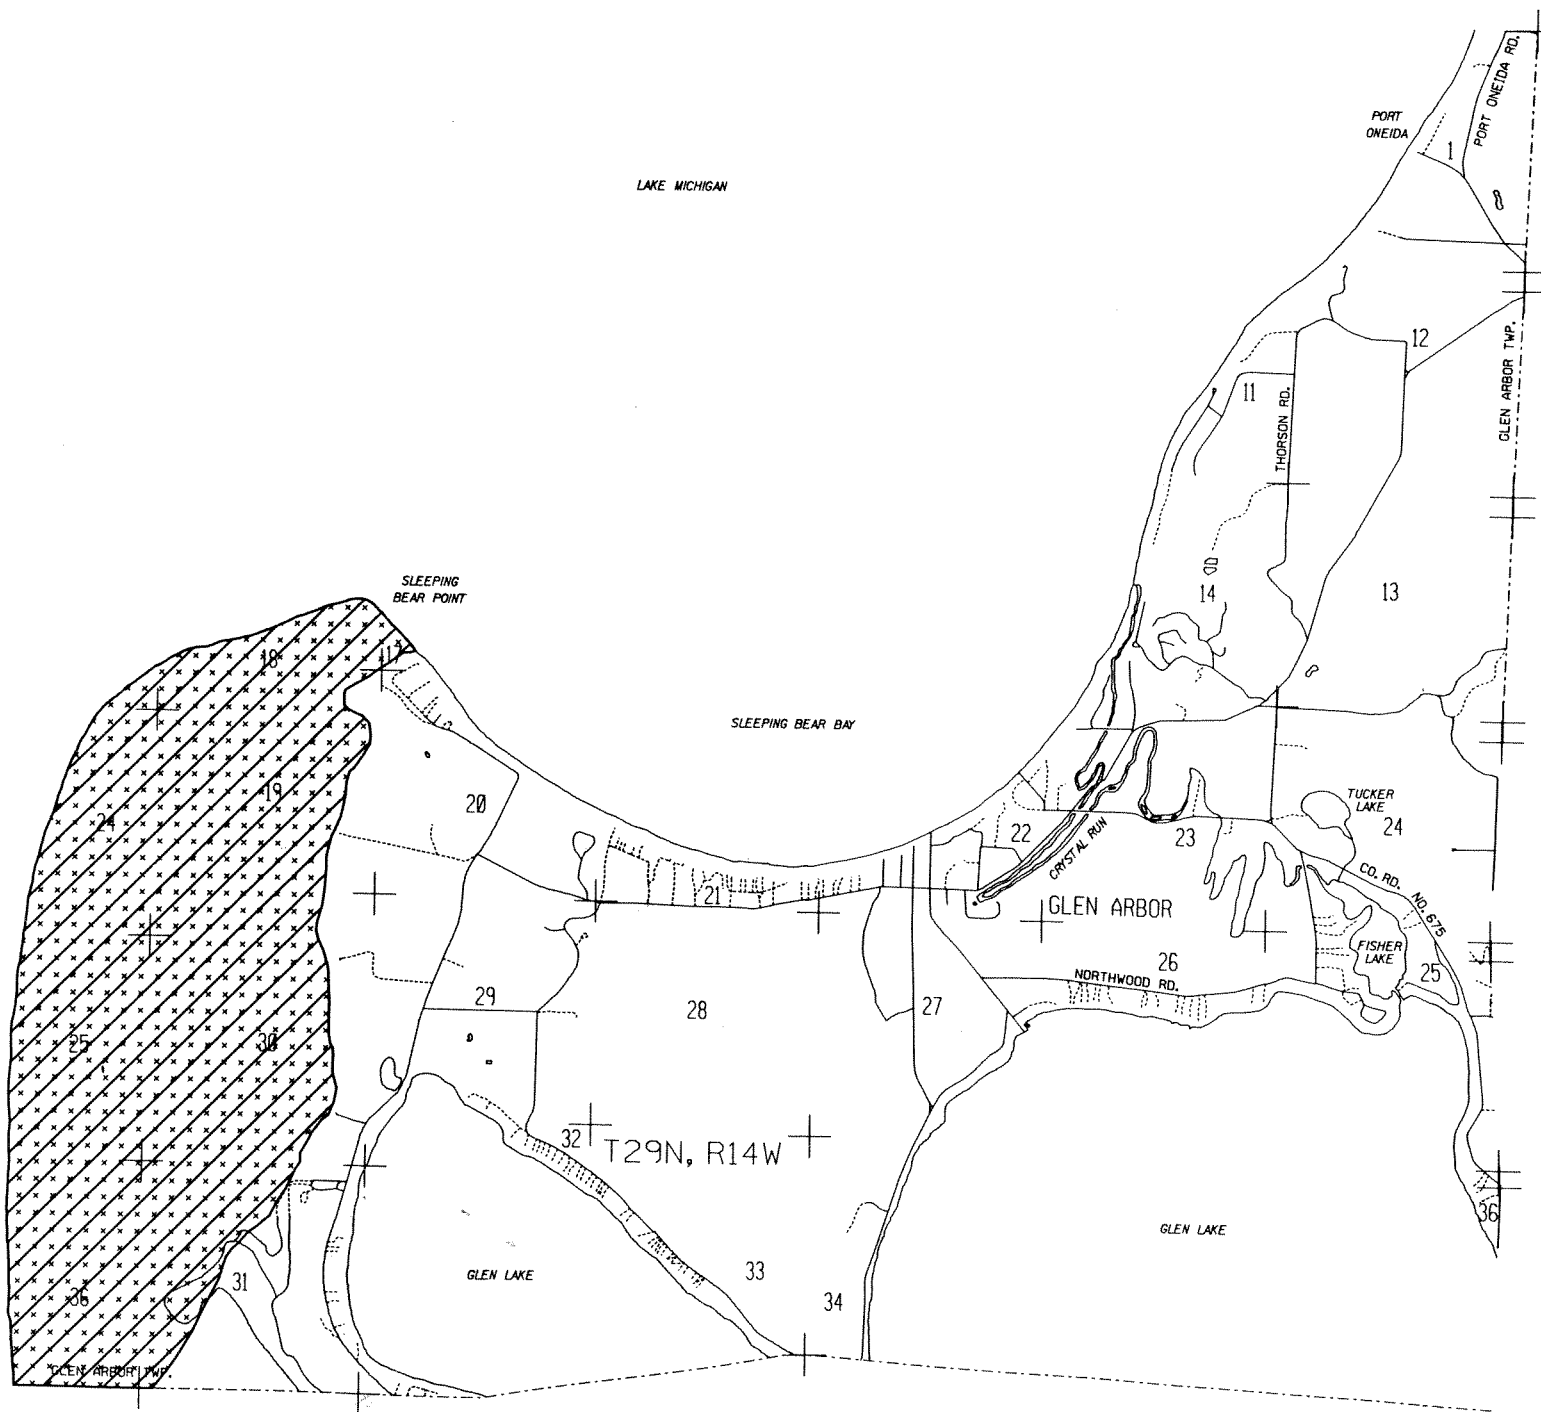 PORT ONEIDA RD.
PORT
ONEIDA
1
LAKE MICHIGAN
12
GLEN ARBOR TWP.
11
THORSON RD.
SLEEPING
BEAR POINT
14
13
17
18
SLEEPING BEAR BAY
19
20
24
TUCKER
LAKE
24
22
23
CRYSTAL RUN
21
CO. RD. NO. 675
GLEN ARBOR
FISHER
LAKE
26
25
NORTHWOOD RD.
29
28
27
25
30
32
T29N, R14W
36
GLEN LAKE
GLEN LAKE
33
31
34
36
GLEN ARBOR TWP.